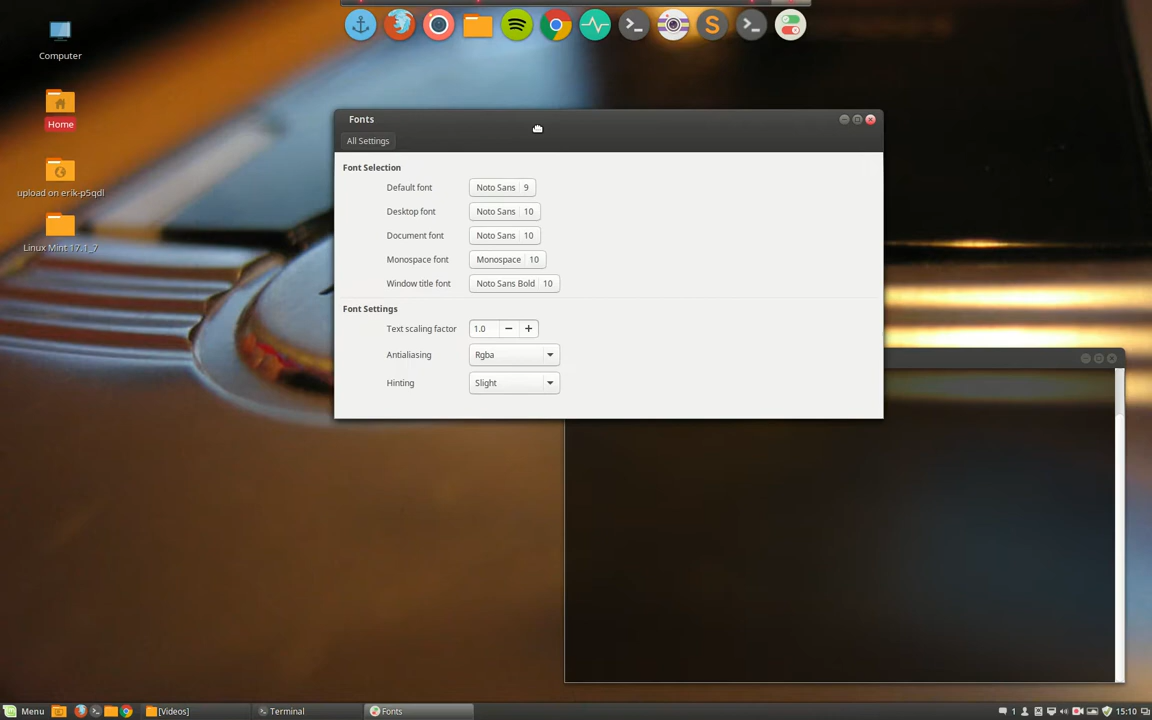 Computer
Home
upload on erik-p5qdl
Linux Mint 17.1_7
Fonts
All Settings
Font Selection
Default font Noto Sans 9
Desktop font Noto Sans 10
Document font Noto Sans 10
Monospace font Monospace 10
Window title font Noto Sans Bold 10
Font Settings
Text scaling factor 1.0
Antialiasing Rgba
Hinting Slight
Menu [Videos] Terminal Fonts 1 15:10